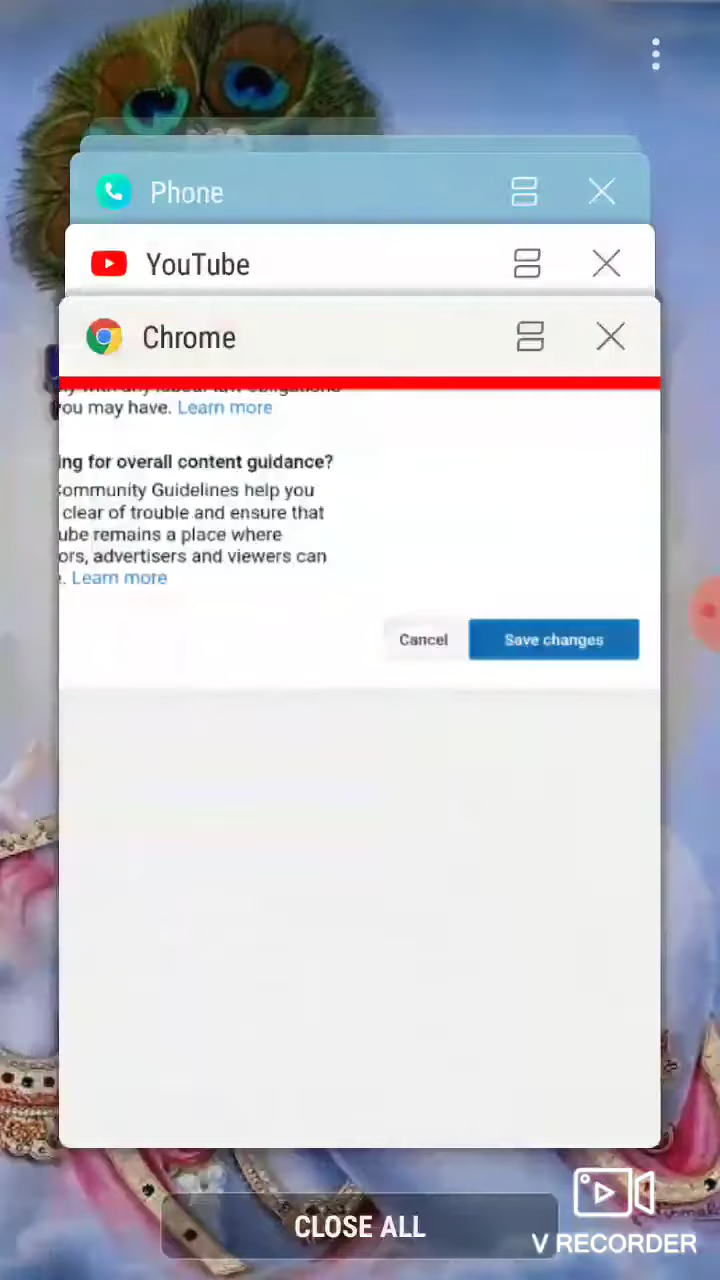 Phone
YouTube
Chrome
you may have. Learn more
ing for overall content guidance?
Community Guidelines help you
clear of trouble and ensure that
ube remains a place where
ors, advertisers and viewers can
. Learn more
Cancel
Save changes
CLOSE ALL
V RECORDER